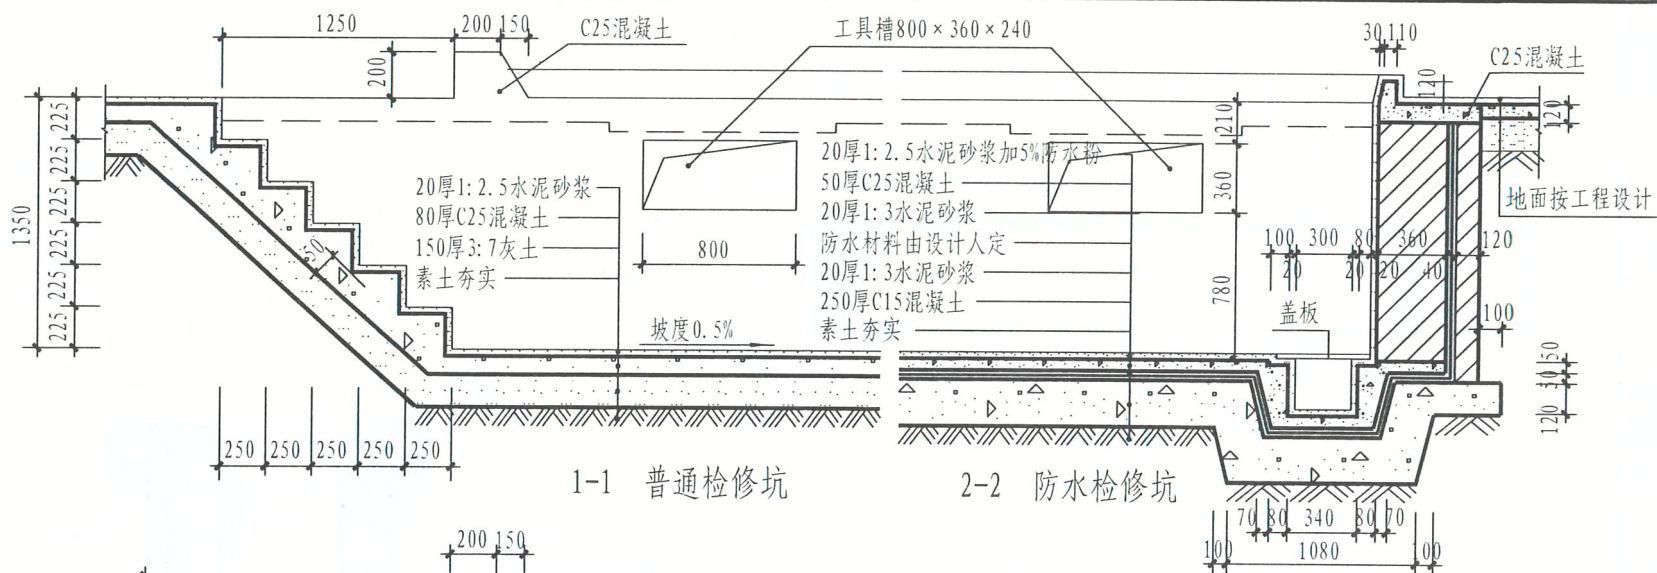 1250
200 150
C25混凝土
工具槽800×360×240
30 110
C25混凝土
200
120
120
210
225
225
225
225
225
225
1350
20厚1:2.5水泥砂浆
80厚C25混凝土
150厚3:7灰土
素土夯实
150
800
坡度0.5%
20厚1:2.5水泥砂浆加5%防水粉
50厚C25混凝土
20厚1:3水泥砂浆
防水材料由设计人定
20厚1:3水泥砂浆
250厚C15混凝土
素土夯实
360
780
地面按工程设计
100 300 80 360 120
20 20 20 40
盖板
100
50
30
120
250 250 250 250 250
1-1 普通检修坑
2-2 防水检修坑
70 80 340 80 70
100 1080 100
200 150